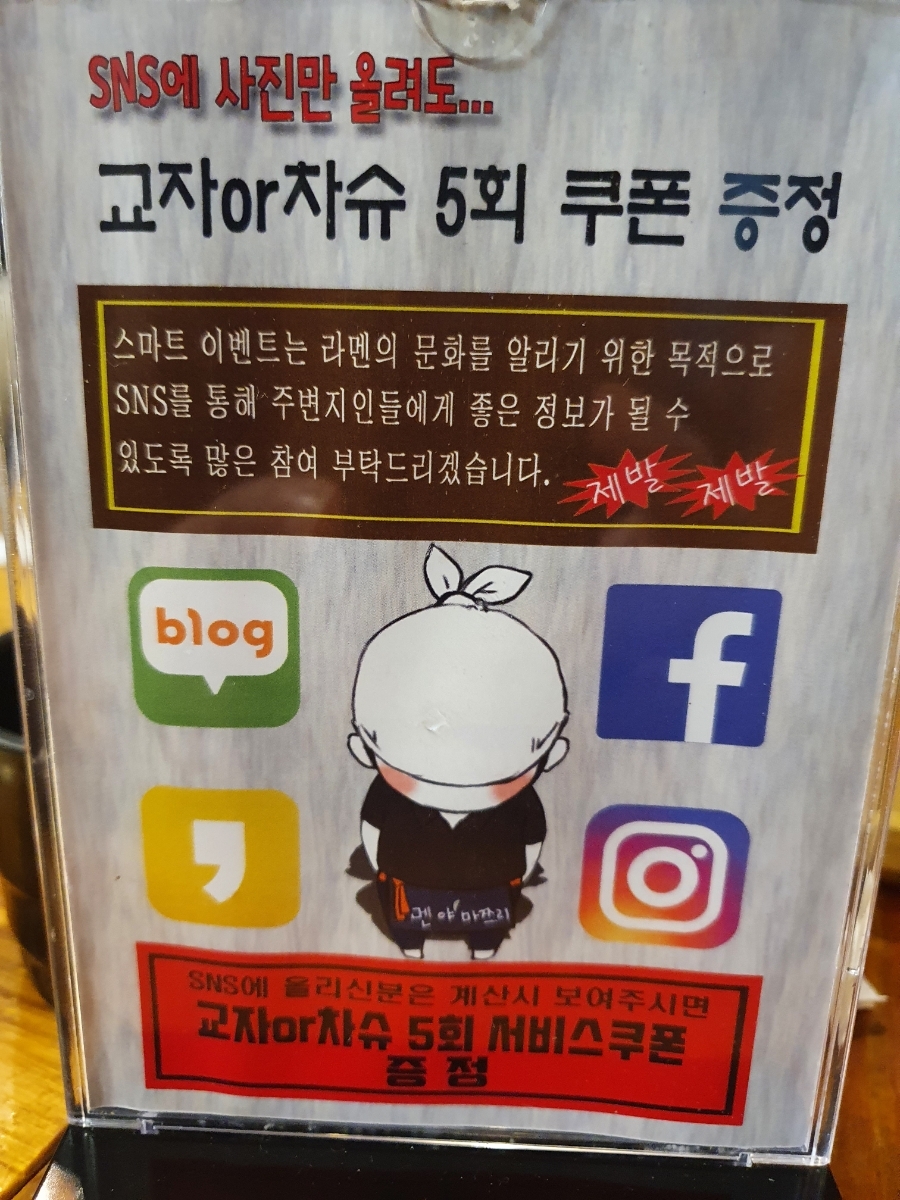 SNS에 사진만 올려도...
교자or차슈 5회 쿠폰 증정
스마트 이벤트는 라멘의 문화를 알리기 위한 목적으로
SNS를 통해 주변지인들에게 좋은 정보가 될 수
있도록 많은 참여 부탁드리겠습니다.
제발 제발
blog
f
멘야마쯔리
SNS에 올리신분은 계산시 보여주시면
교자or차슈 5회 서비스쿠폰
증정